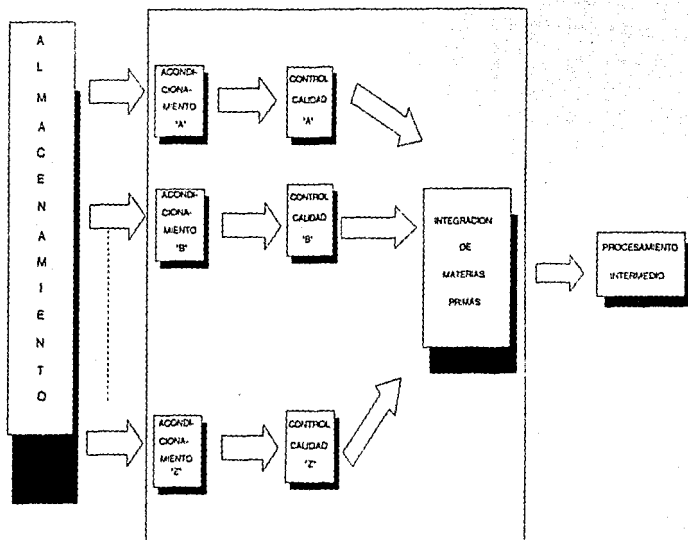 ALMACENAMIENTO
ACONDI-
CIONA-
MIENTO
"A"
CONTROL
CALIDAD
"A"
ACONDI-
CIONA-
MIENTO
"B"
CONTROL
CALIDAD
"B"
ACONDI-
CIONA-
MIENTO
"Z"
CONTROL
CALIDAD
"Z"
INTEGRACION
DE
MATERIAS
PRIMAS
PROCESAMIENTO
INTERMEDIO